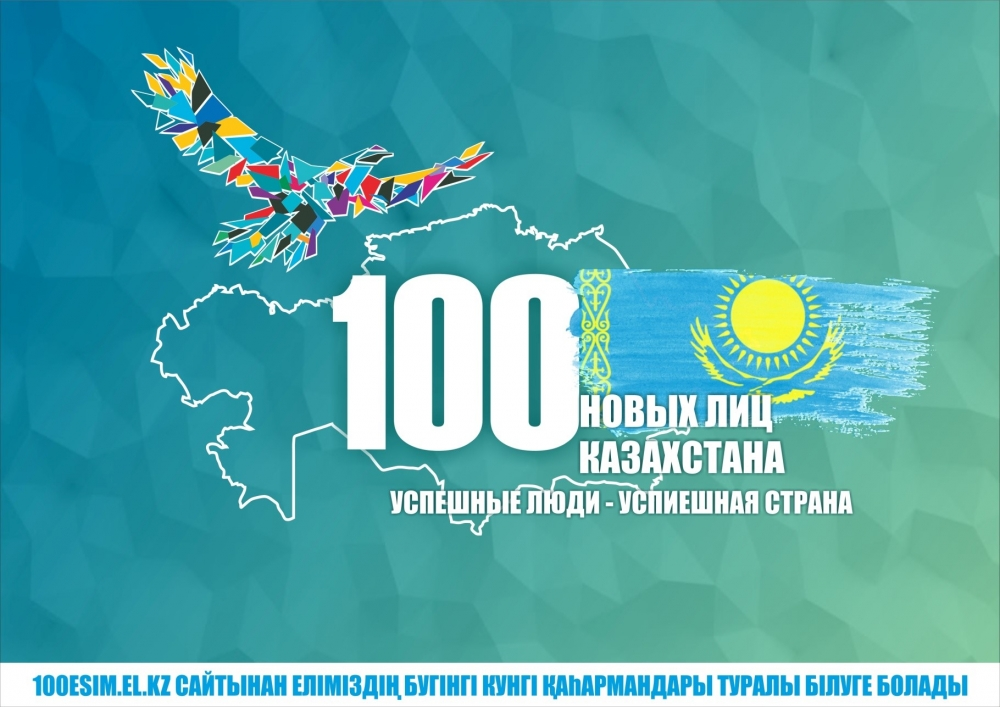 100
НОВЫХ ЛИЦ
КАЗАХСТАНА
УСПЕШНЫЕ ЛЮДИ - УСПИЕШНАЯ СТРАНА
100ESIM.EL.KZ САЙТЫНАН ЕЛІМІЗДІҢ БУГІНГІ КУНГІ ҚАҺАРМАНДАРЫ ТУРАЛЫ БІЛУГЕ БОЛАДЫ